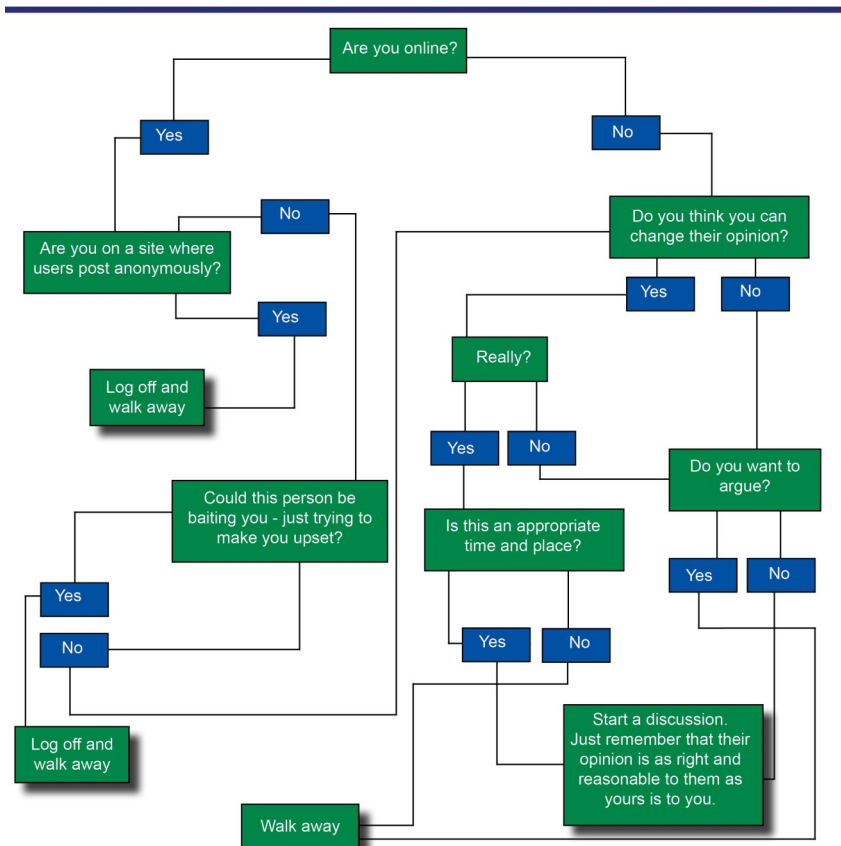 Are you online?
Yes
No
No
Do you think you can
change their opinion?
Are you on a site where
users post anonymously?
Yes
No
Yes
Really?
Log off and
walk away
Yes
No
Do you want to
argue?
Could this person be
baiting you - just trying to
make you upset?
Is this an appropriate
time and place?
Yes
No
Yes
Yes
No
No
Start a discussion.
Just remember that their
opinion is as right and
reasonable to them as
yours is to you.
Log off and
walk away
Walk away